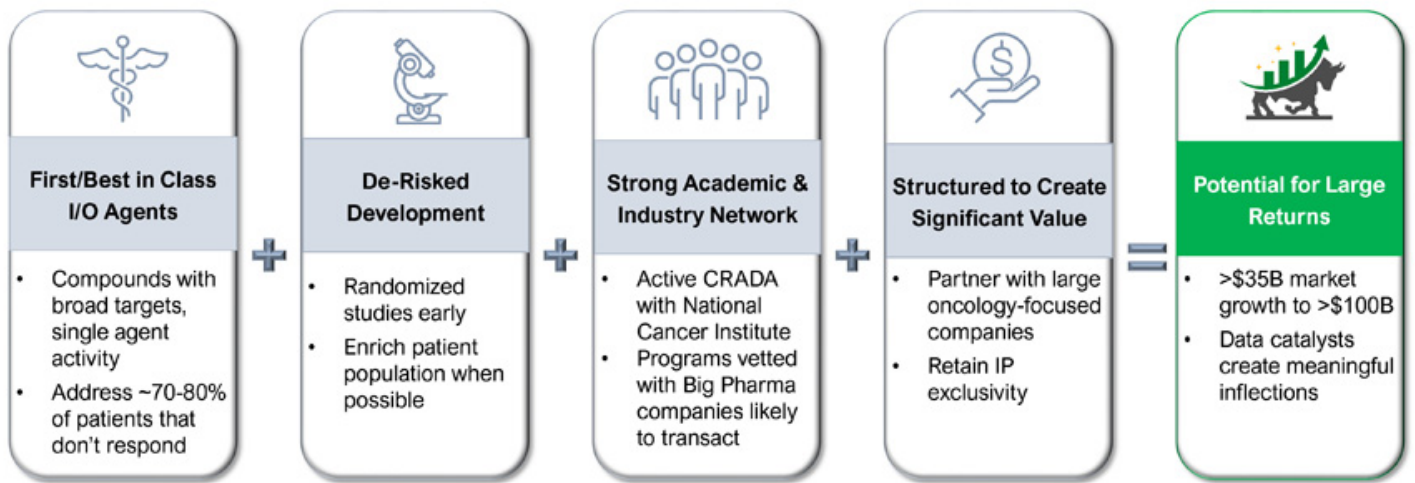 First/Best in Class
I/O Agents
• Compounds with
broad targets,
single agent
activity
• Address ~70-80%
of patients that
don't respond
+
De-Risked
Development
• Randomized
studies early
• Enrich patient
population when
possible
+
Strong Academic &
Industry Network
• Active CRADA
with National
Cancer Institute
• Programs vetted
with Big Pharma
companies likely
to transact
+
$
Structured to Create
Significant Value
• Partner with large
oncology-focused
companies
• Retain IP
exclusivity
=
Potential for Large
Returns
• >$35B market
growth to >$100B
• Data catalysts
create meaningful
inflections